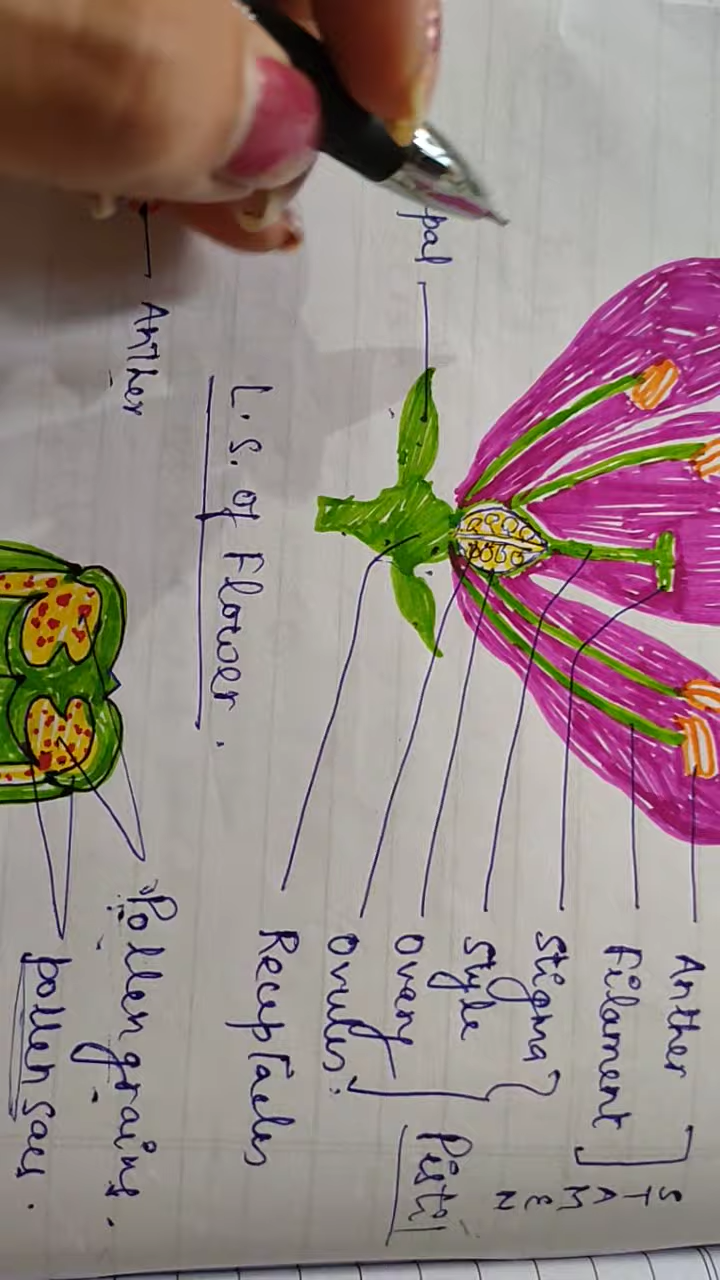 Anther
Filament
STAMEN
Stigma
Style
Ovary
Ovules.
Pistil
pal
Receptacles
L.S. of Flower.
Anther
Pollen grains.
pollen sacs.